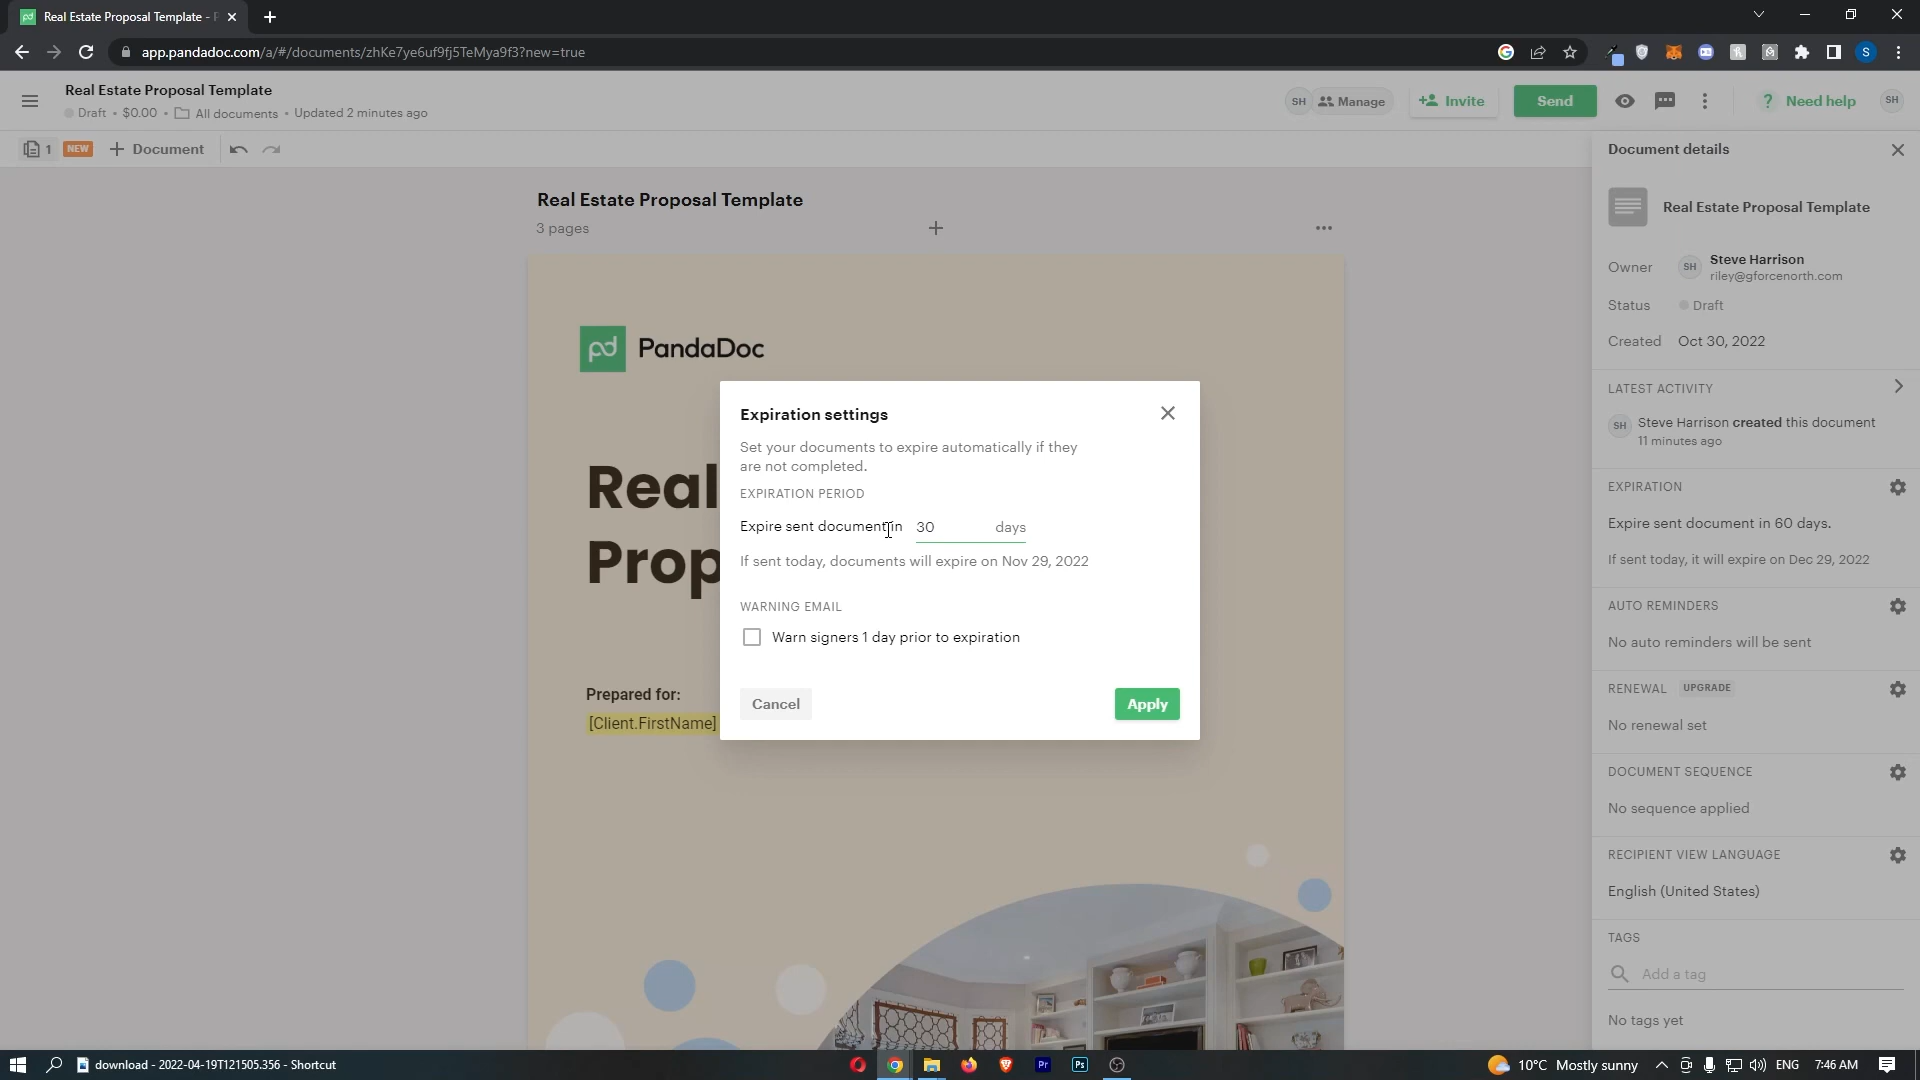 Real Estate Proposal Template -
app.pandadoc.com/a/#/documents/zhKe7ye6uf9fj5TeMya9f3?new=true
S
Real Estate Proposal Template
Draft • $0.00 • All documents • Updated 2 minutes ago
SH Manage Invite Send ? Need help SH
1 NEW + Document
Document details
Real Estate Proposal Template
3 pages
Real Estate Proposal Template
Owner SH Steve Harrison
riley@gforcenorth.com
Status Draft
Created Oct 30, 2022
pd PandaDoc
LATEST ACTIVITY
SH Steve Harrison created this document
11 minutes ago
Expiration settings
Set your documents to expire automatically if they
are not completed.
EXPIRATION PERIOD
Expire sent document in 30 days
If sent today, documents will expire on Nov 29, 2022
WARNING EMAIL
Warn signers 1 day prior to expiration
Cancel Apply
Real
Prop
Prepared for:
[Client.FirstName]
EXPIRATION
Expire sent document in 60 days.
If sent today, it will expire on Dec 29, 2022
AUTO REMINDERS
No auto reminders will be sent
RENEWAL UPGRADE
No renewal set
DOCUMENT SEQUENCE
No sequence applied
RECIPIENT VIEW LANGUAGE
English (United States)
TAGS
Add a tag
No tags yet
download - 2022-04-19T121505.356 - Shortcut
Pr Ps
10°C Mostly sunny ENG 7:46 AM